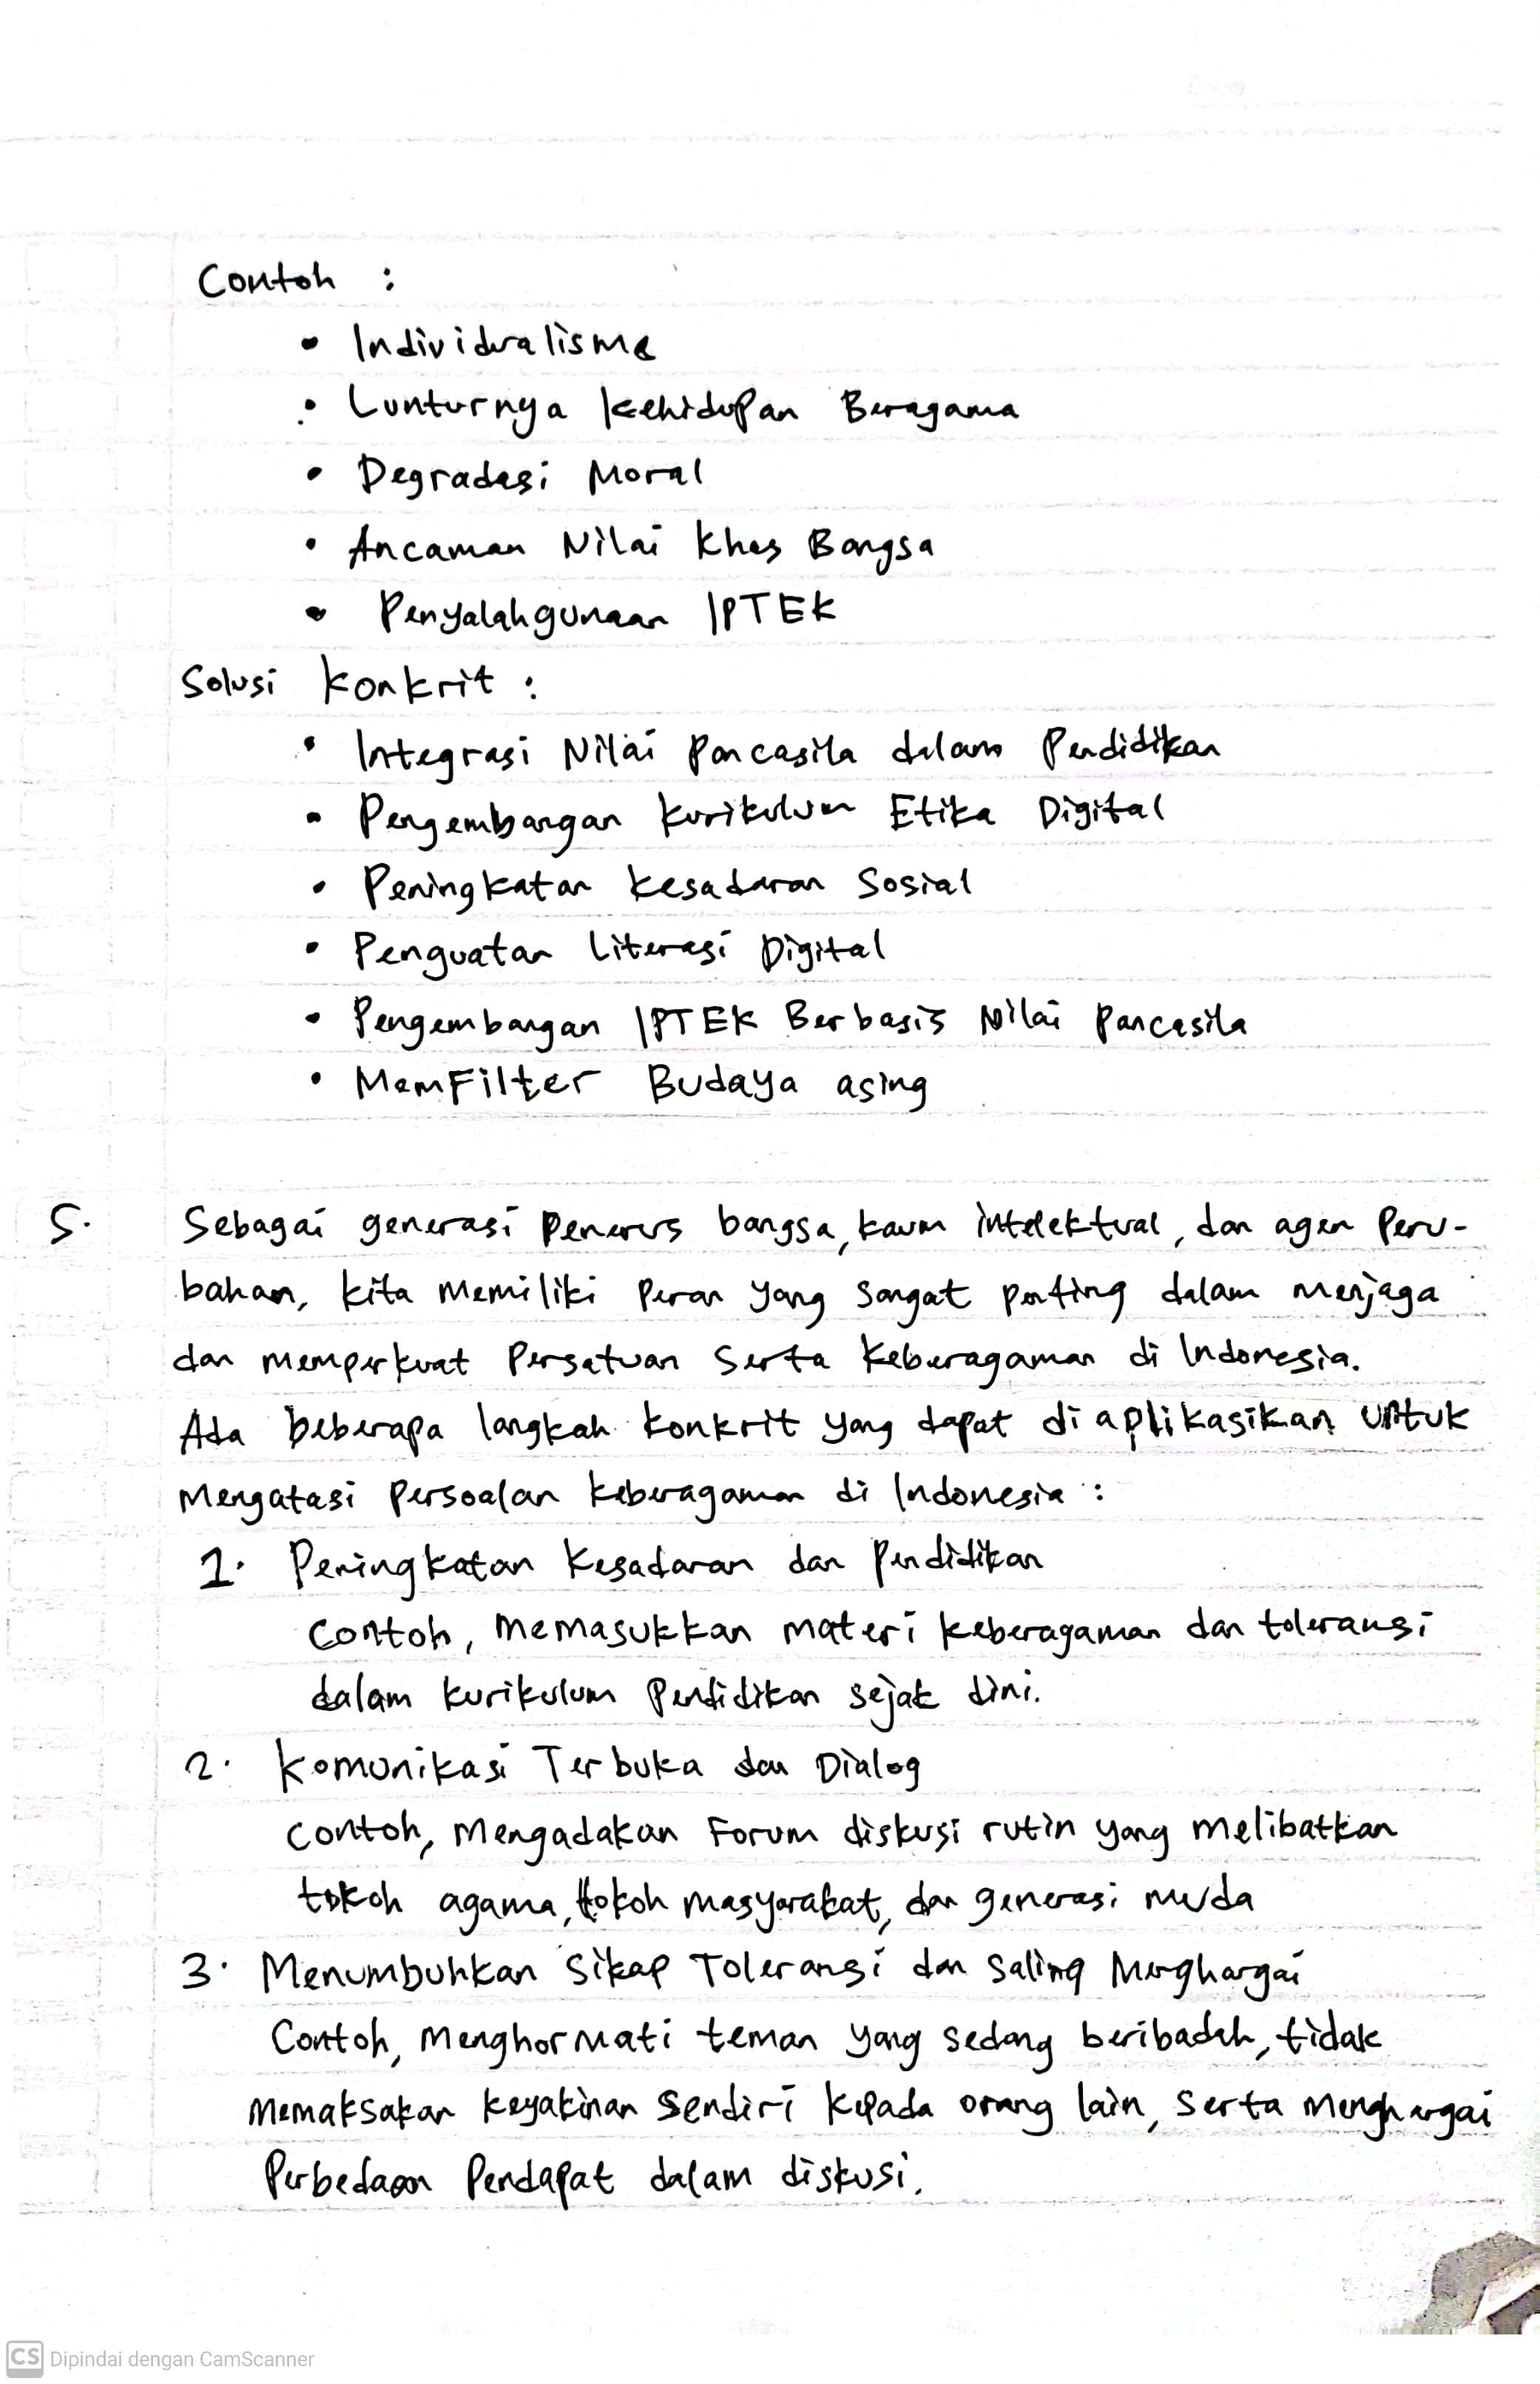 Contoh :
• Individualisme
• Lunturnya Kehidupan Beragama
• Degradasi Moral
• Ancaman Nilai Khas Bangsa
• Penyalahgunaan IPTEK
Solusi Konkrit :
• Integrasi Nilai Pancasila dalam Pendidikan
• Pengembangan Kurikulum Etika Digital
• Peningkatan Kesadaran Sosial
• Penguatan Literasi Digital
• Pengembangan IPTEK Berbasis Nilai Pancasila
• MemFilter Budaya asing
5. Sebagai generasi Penerus bangsa, kaum intelektual, dan agen Peru-
bahan, kita Memiliki Peran yang Sangat penting dalam menjaga
dan memperkuat Persatuan Serta Keberagaman di Indonesia.
Ada beberapa langkah konkrit yang dapat di aplikasikan untuk
Mengatasi Persoalan keberagaman di Indonesia :
1. Peningkatan Kesadaran dan Pendidikan
Contoh, Memasukkan materi keberagaman dan toleransi
dalam kurikulum Pendidikan sejak dini.
2. Komunikasi Terbuka dan Dialog
Contoh, Mengadakan Forum diskusi rutin yang melibatkan
tokoh agama, tokoh masyarakat, dan generasi muda
3. Menumbuhkan Sikap Toleransi dan Saling Menghargai
Contoh, Menghormati teman yang sedang beribadah, tidak
Memaksakan keyakinan Sendiri Kepada orang lain, Serta Menghargai
Perbedaan Pendapat dalam diskusi.
CS Dipindai dengan CamScanner